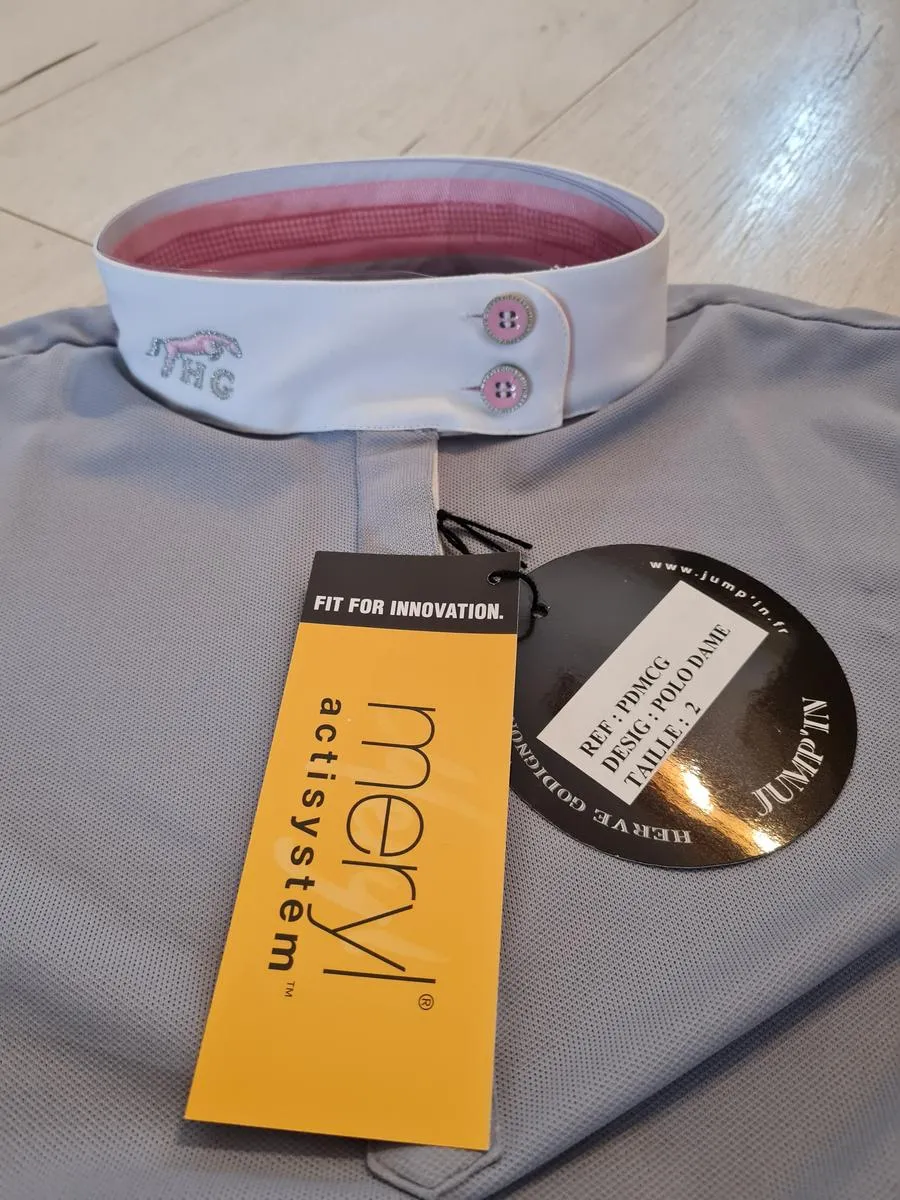 HG
FIT FOR INNOVATION.
meryl®
actisystem™
www.jump'in.fr
REF : PDMCG
DESIG : POLO DAME
TAILLE : 2
JUMP'IN
HERVE GODIGNON